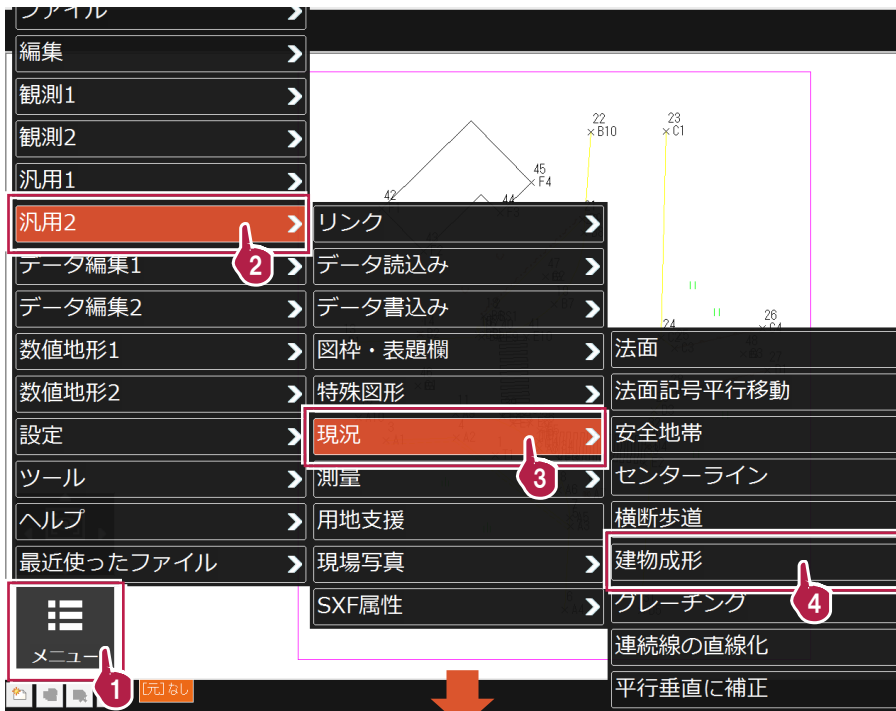 ファイル
編集
観測1
観測2
汎用1
汎用2
データ編集1
データ編集2
数値地形1
数値地形2
設定
ツール
ヘルプ
最近使ったファイル
メニュー
[元]なし
リンク
データ読込み
データ書込み
図枠・表題欄
特殊図形
現況
測量
用地支援
現場写真
SXF属性
法面
法面記号平行移動
安全地帯
センターライン
横断歩道
建物成形
グレーチング
連続線の直線化
平行垂直に補正
1
2
3
4
22
B10
23
C1
45
F4
42
44
24
26